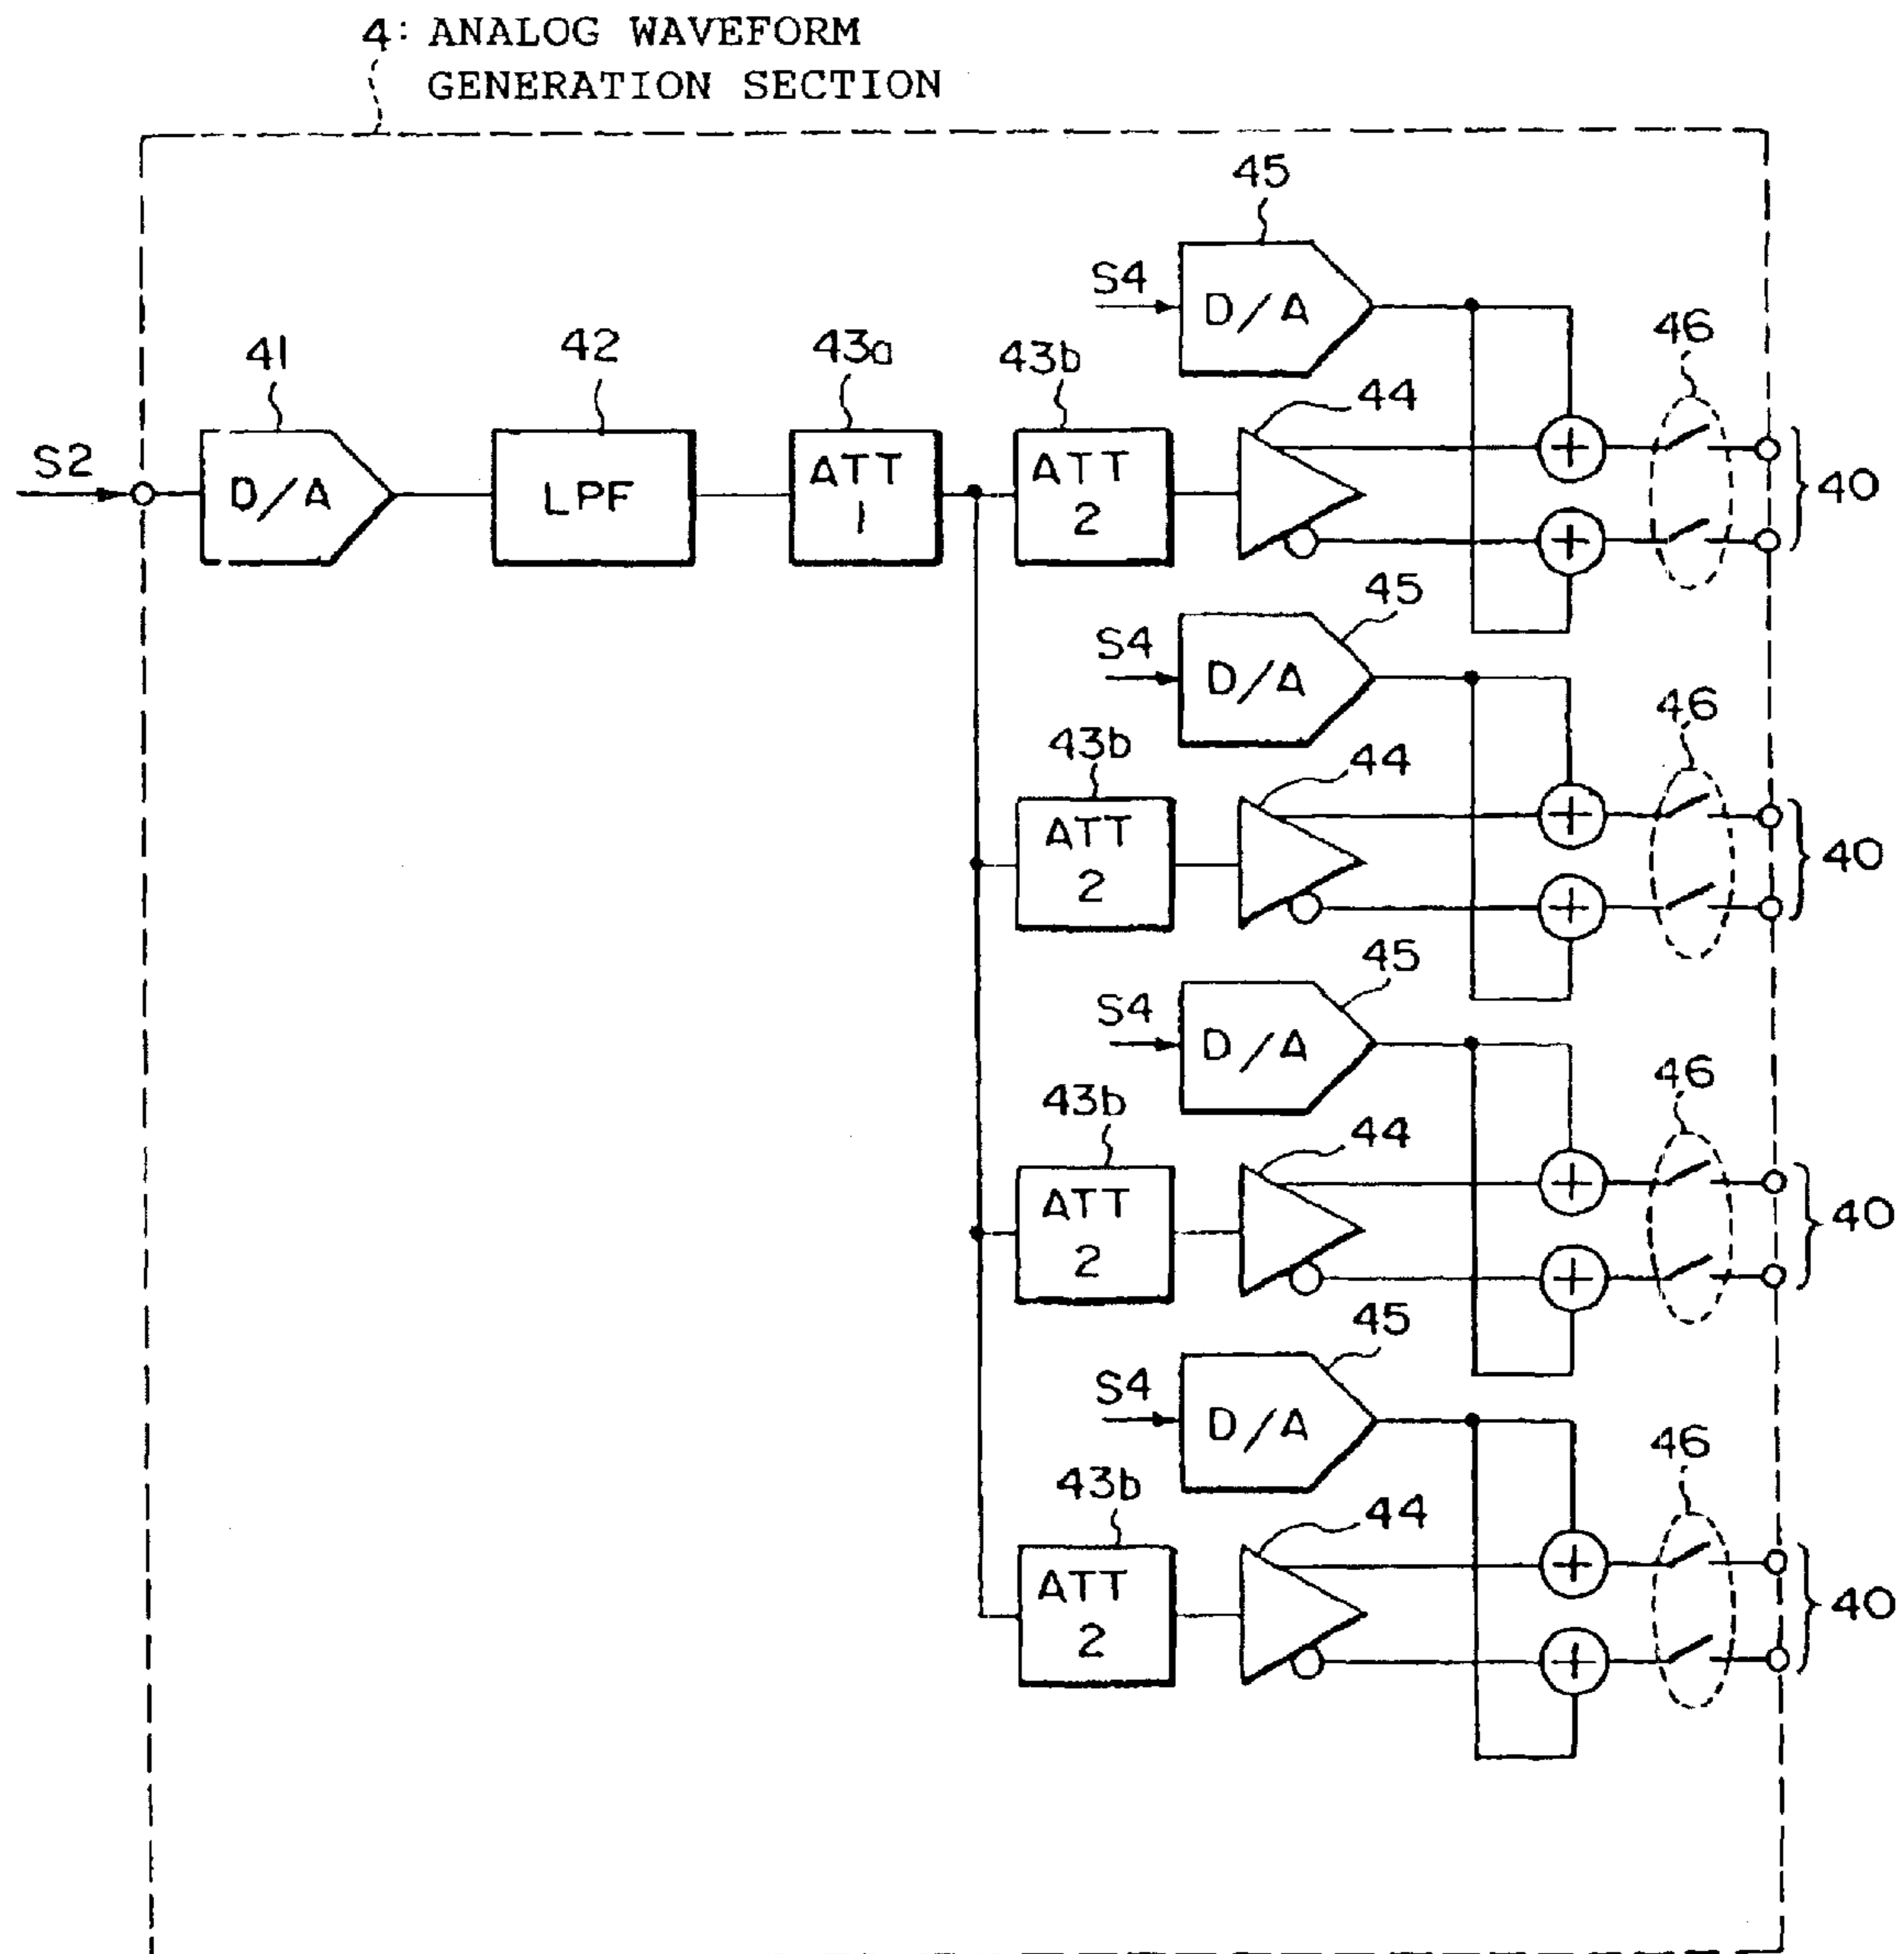 4: ANALOG WAVEFORM
GENERATION SECTION
45
S4
D/A
46
41
42
43a
43b
44
S2
D/A
LPF
ATT
1
ATT
2
40
45
S4
D/A
46
43b
44
ATT
2
40
45
S4
D/A
46
43b
44
ATT
2
40
45
S4
D/A
46
43b
44
ATT
2
40